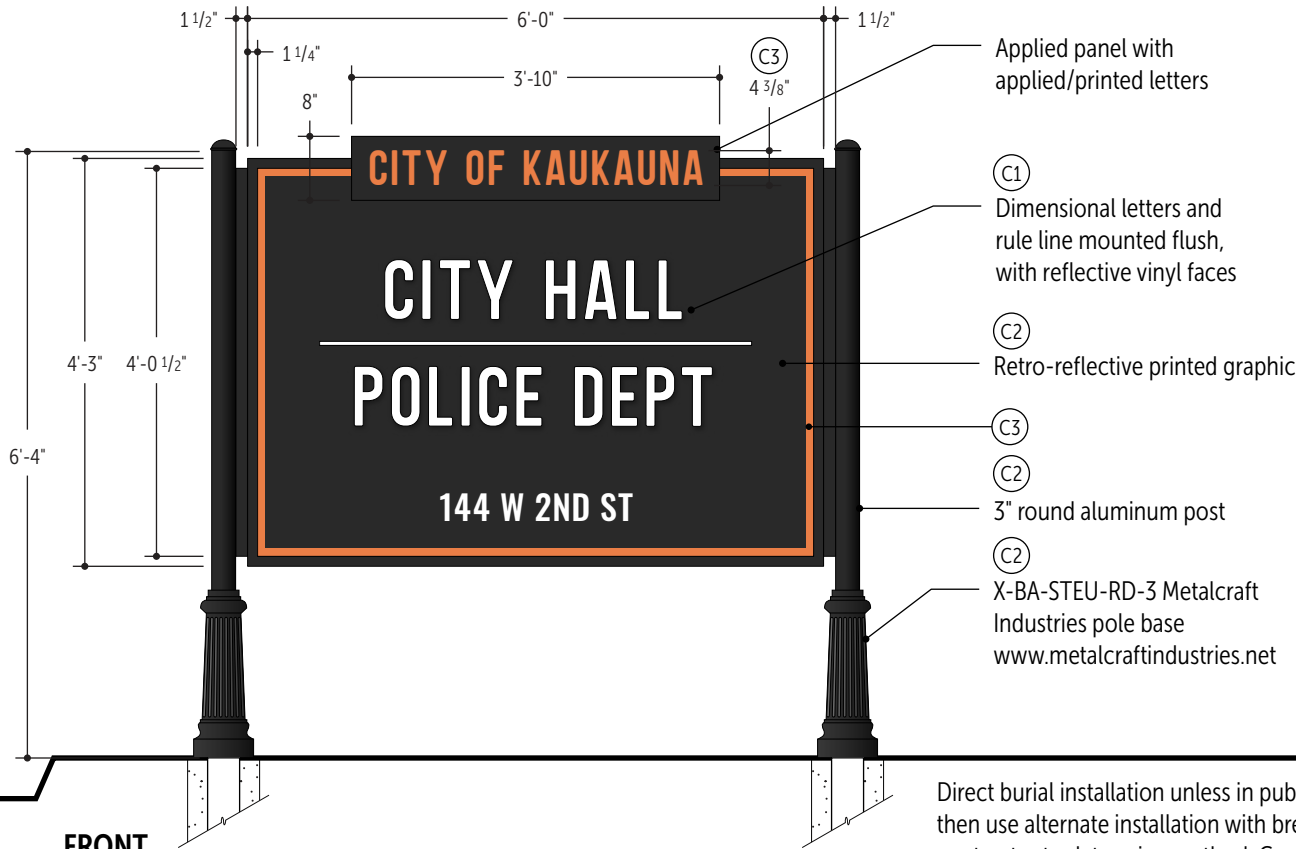 1 1/2"
6'-0"
1 1/2"
1 1/4"
C3
3'-10"
4 3/8"
8"
Applied panel with
applied/printed letters
CITY OF KAUKAUNA
C1
Dimensional letters and
rule line mounted flush,
with reflective vinyl faces
CITY HALL
C2
Retro-reflective printed graphic
4'-3"
4'-0 1/2"
POLICE DEPT
C3
6'-4"
C2
3" round aluminum post
144 W 2ND ST
C2
X-BA-STEU-RD-3 Metalcraft
Industries pole base
www.metalcraftindustries.net
Direct burial installation unless in pub
then use alternate installation with bre
FRONT